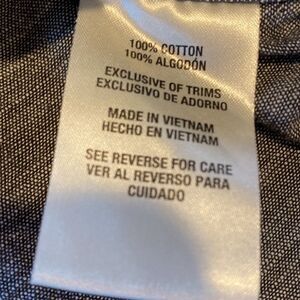 100% COTTON
100% ALGODÓN
EXCLUSIVE OF TRIMS
EXCLUSIVO DE ADORNO
MADE IN VIETNAM
HECHO EN VIETNAM
SEE REVERSE FOR CARE
VER AL REVERSO PARA
CUIDADO